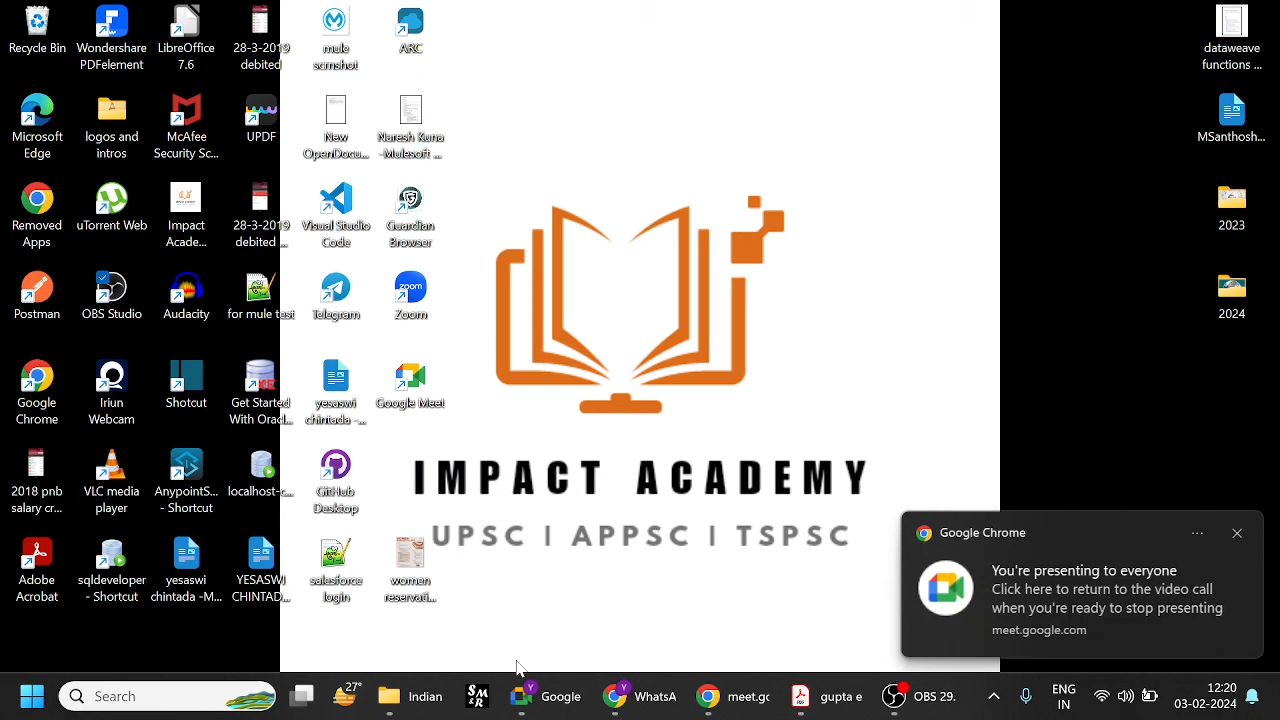 Recycle Bin
Wondershare
PDFelement
LibreOffice
7.6
28-3-2019
debited
mule
scrnshot
ARC
dataweave
functions ...
Microsoft
Edge
logos and
intros
McAfee
Security Sc...
UPDF
New
OpenDocu...
Naresh Kuna
-Mulesoft ...
MSanthosh...
Removed
Apps
uTorrent Web
Impact
Acade...
28-3-2019
debited ...
Visual Studio
Code
Guardian
Browser
2023
Postman
OBS Studio
Audacity
for mule test
Telegram
Zoom
zoom
2024
Google
Chrome
Iriun
Webcam
Shotcut
Get Started
With Oracl...
yesaswi
chintada -...
Google Meet
2018 pnb
salary cr...
VLC media
player
AnypointS...
- Shortcut
localhost-c...
GitHub
Desktop
IMPACT ACADEMY
UPSC | APPSC | TSPSC
Adobe
Acrobat
sqldeveloper
- Shortcut
yesaswi
chintada -M...
YESASWI
CHINTAD...
salesforce
login
women
reservati...
Google Chrome
You're presenting to everyone
Click here to return to the video call
when you're ready to stop presenting
meet.google.com
Search
27°
Indian
Google
WhatsA
meet.gc
gupta e
OBS 29
ENG
IN
12:00
03-02-2024